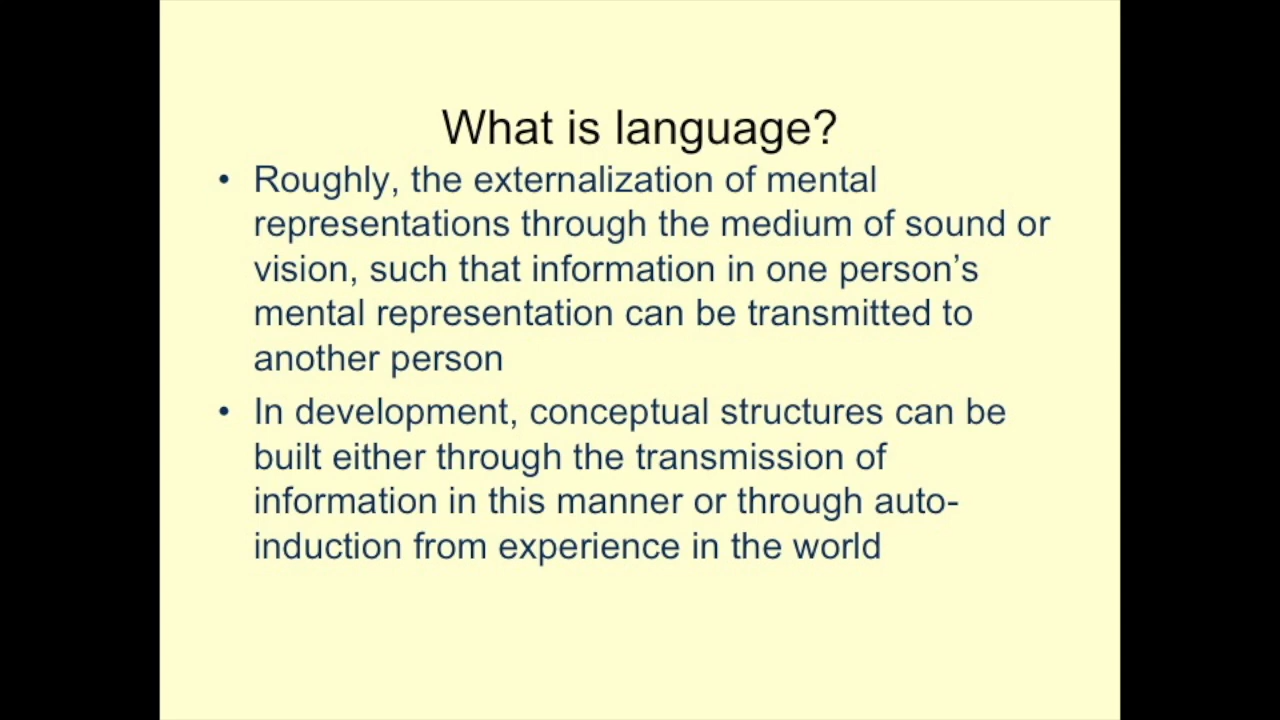 What is language?
• Roughly, the externalization of mental
representations through the medium of sound or
vision, such that information in one person’s
mental representation can be transmitted to
another person
• In development, conceptual structures can be
built either through the transmission of
information in this manner or through auto-
induction from experience in the world